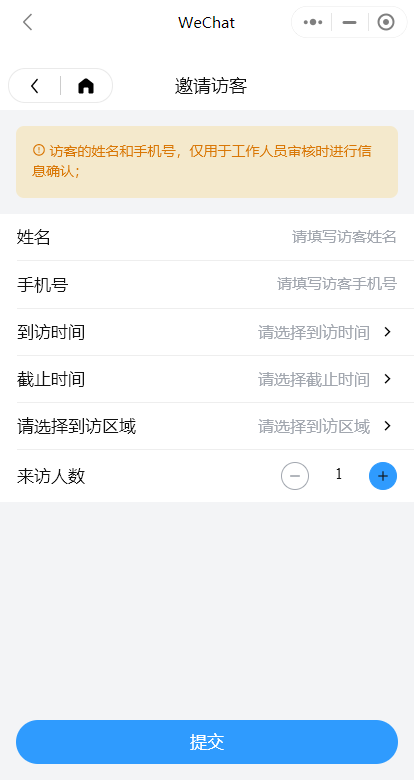 WeChat
邀请访客
访客的姓名和手机号，仅用于工作人员审核时进行信
息确认；
姓名 请填写访客姓名
手机号 请填写访客手机号
到访时间 请选择到访时间
截止时间 请选择截止时间
请选择到访区域 请选择到访区域
来访人数 1
提交